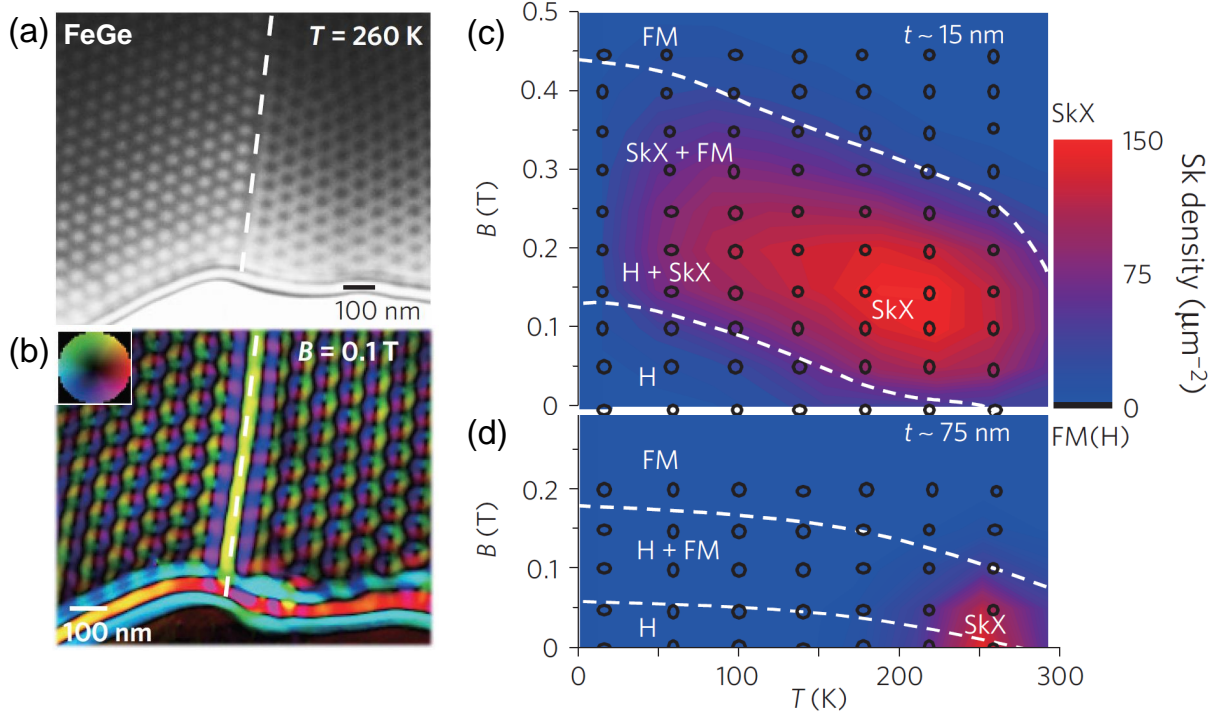 (a)
FeGe
T = 260 K
100 nm
(b)
B = 0.1 T
100 nm
(c)
t ~ 15 nm
FM
SkX + FM
H + SkX
SkX
H
B (T)
0.5
0.4
0.3
0.2
0.1
0
SkX
150
75
0
FM(H)
Sk density (μm⁻²)
(d)
t ~ 75 nm
FM
H + FM
H
SkX
B (T)
0.2
0.1
0
0 100 200 300
T (K)